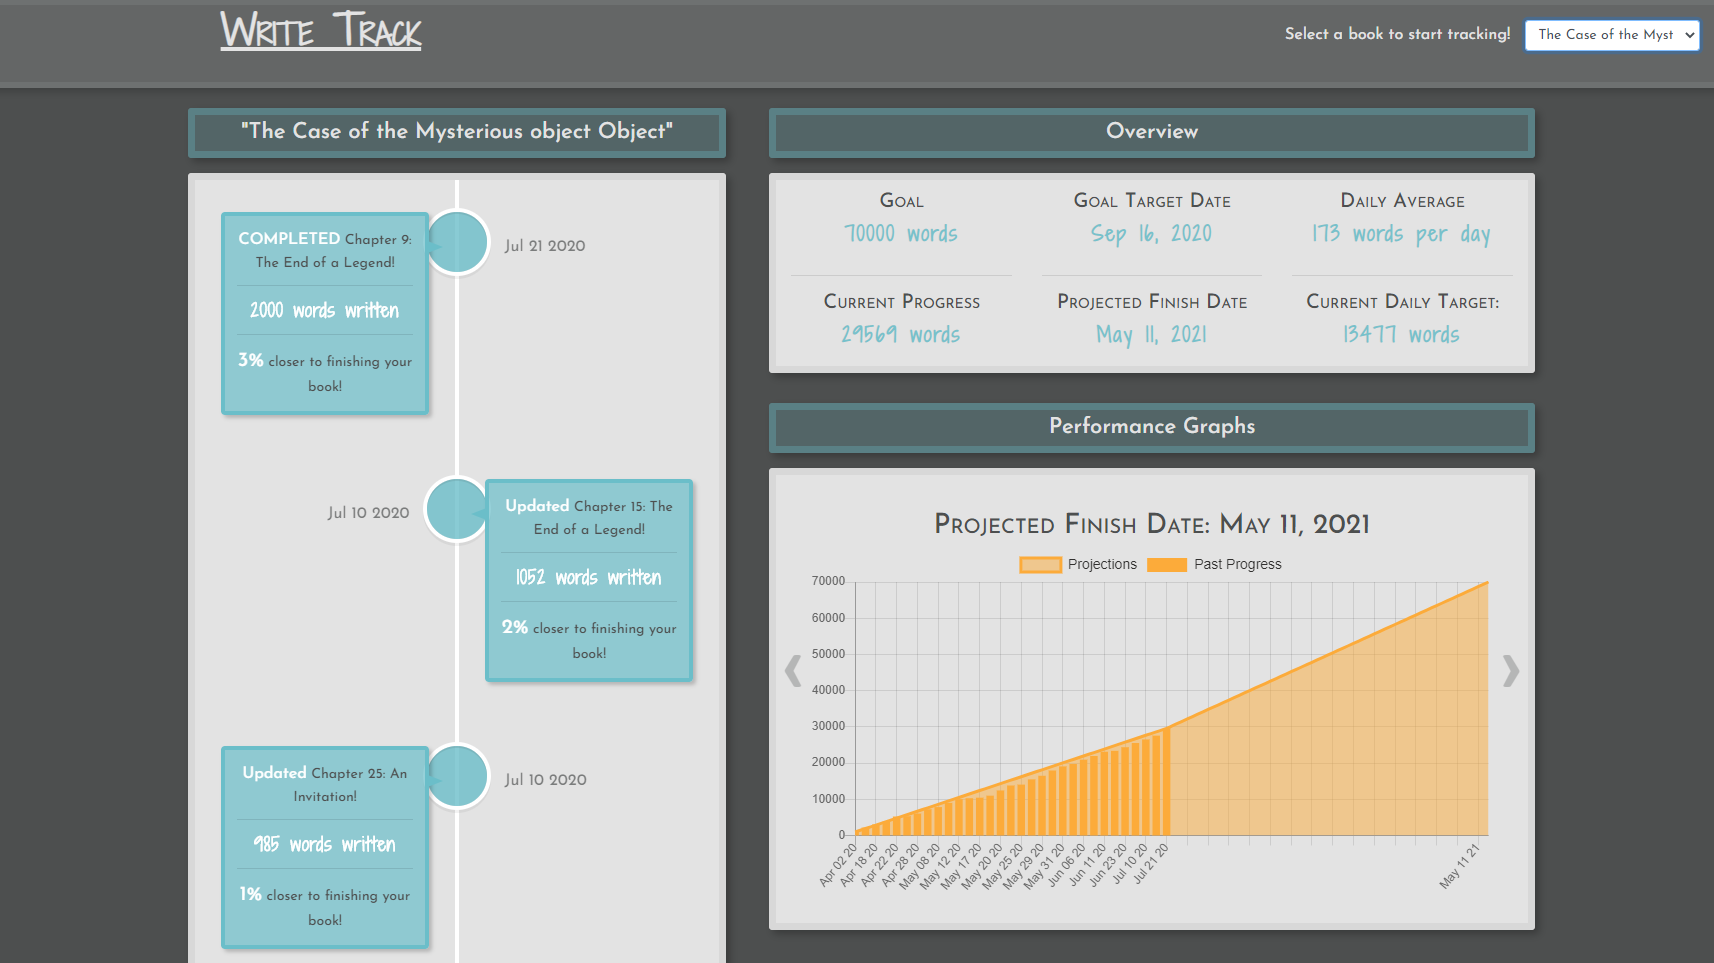 Write Track
Select a book to start tracking!
The Case of the Myst
"The Case of the Mysterious object Object"
COMPLETED Chapter 9:
The End of a Legend!
2000 words written
3% closer to finishing your
book!
Jul 21 2020
Jul 10 2020
Updated Chapter 15: The
End of a Legend!
1052 words written
2% closer to finishing your
book!
Updated Chapter 25: An
Invitation!
985 words written
1% closer to finishing your
book!
Jul 10 2020
Overview
Goal
70000 words
Goal Target Date
Sep 16, 2020
Daily Average
173 words per day
Current Progress
29569 words
Projected Finish Date
May 11, 2021
Current Daily Target:
13477 words
Performance Graphs
Projected Finish Date: May 11, 2021
Projections
Past Progress
70000
60000
50000
40000
30000
20000
10000
0
Apr 02 20
Apr 18 20
Apr 22 20
Apr 28 20
May 08 20
May 12 20
May 17 20
May 20 20
May 25 20
May 29 20
May 31 20
Jun 06 20
Jun 11 20
Jun 23 20
Jul 10 20
Jul 21 20
May 11 21